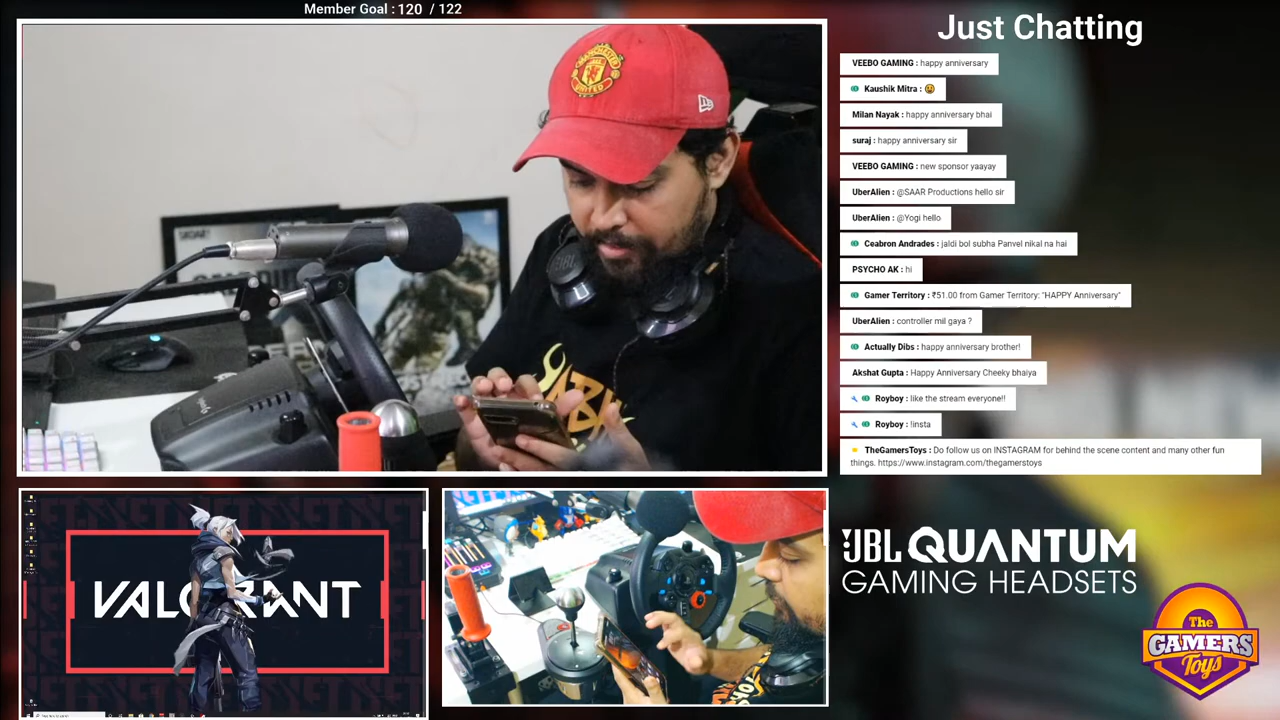 Member Goal : 120 / 122
Just Chatting
VEEBO GAMING : happy anniversary
Kaushik Mitra :
Milan Nayak : happy anniversary bhai
suraj : happy anniversary sir
VEEBO GAMING : new sponsor yaayay
UberAlien : @SAAR Productions hello sir
UberAlien : @Yogi hello
Ceabron Andrades : jaldi bol subha Panvel nikal na hai
PSYCHO AK : hi
Gamer Territory : ₹51.00 from Gamer Territory: "HAPPY Anniversary"
UberAlien : controller mil gaya ?
Actually Dibs : happy anniversary brother!
Akshat Gupta : Happy Anniversary Cheeky bhaiya
Royboy : like the stream everyone!!
Royboy : !insta
TheGamersToys : Do follow us on INSTAGRAM for behind the scene content and many other fun
things. https://www.instagram.com/thegamerstoys
MANCHESTER
UNITED
JBL
VALORANT
JBL QUANTUM
GAMING HEADSETS
The
GAMERS
Toys